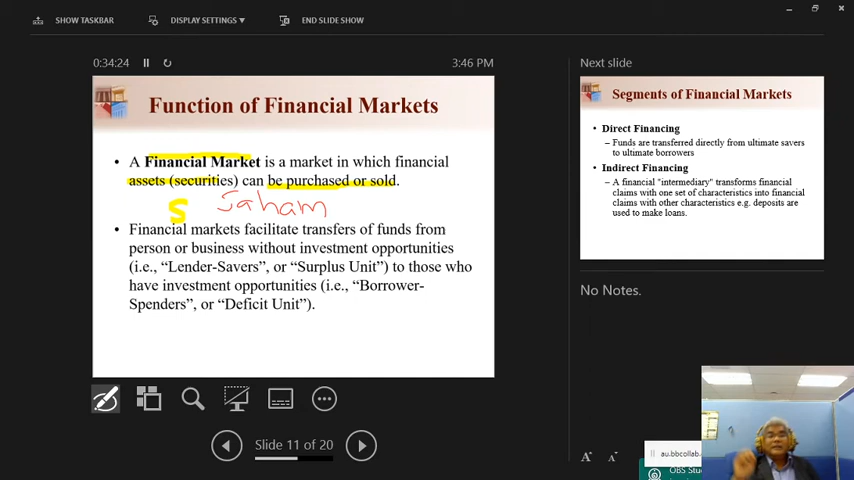 SHOW TASKBAR
DISPLAY SETTINGS ▼
END SLIDE SHOW
0:34:24
3:46 PM
Function of Financial Markets
• A Financial Market is a market in which financial
assets (securities) can be purchased or sold.
S Saham
• Financial markets facilitate transfers of funds from
person or business without investment opportunities
(i.e., “Lender-Savers”, or “Surplus Unit”) to those who
have investment opportunities (i.e., “Borrower-
Spenders”, or “Deficit Unit”).
Slide 11 of 20
Next slide
Segments of Financial Markets
• Direct Financing
– Funds are transferred directly from ultimate savers
to ultimate borrowers
• Indirect Financing
– A financial "intermediary" transforms financial
claims with one set of characteristics into financial
claims with other characteristics e.g. deposits are
used to make loans.
No Notes.
A A
au.bbcollab.
OBS Stud